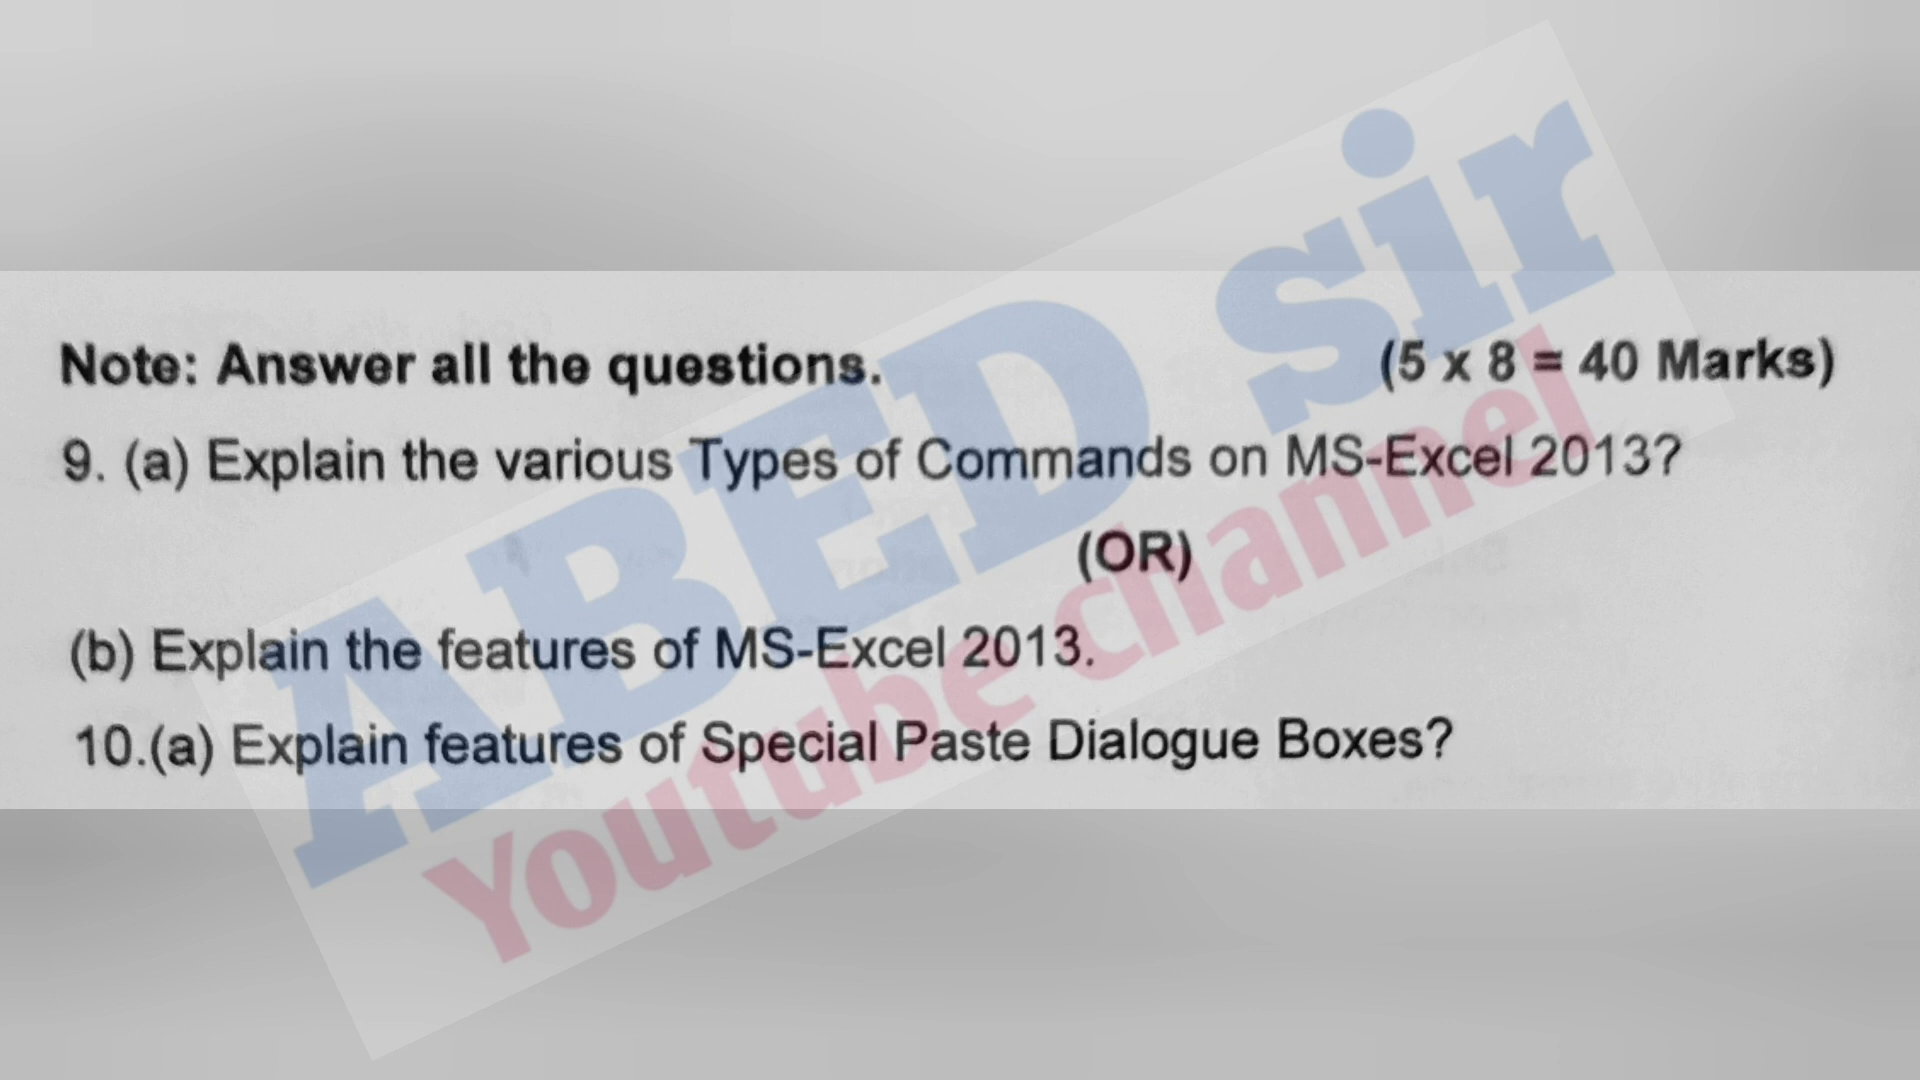 Note: Answer all the questions. (5 x 8 = 40 Marks)
9. (a) Explain the various Types of Commands on MS-Excel 2013?
(OR)
(b) Explain the features of MS-Excel 2013.
10.(a) Explain features of Special Paste Dialogue Boxes?
ABED sir
Youtube channel